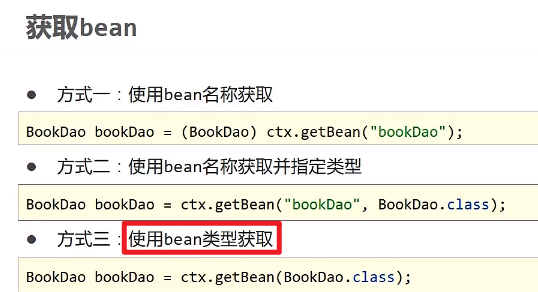 获取bean
● 方式一：使用bean名称获取
BookDao bookDao = (BookDao) ctx.getBean("bookDao");
● 方式二：使用bean名称获取并指定类型
BookDao bookDao = ctx.getBean("bookDao", BookDao.class);
● 方式三：使用bean类型获取
BookDao bookDao = ctx.getBean(BookDao.class);